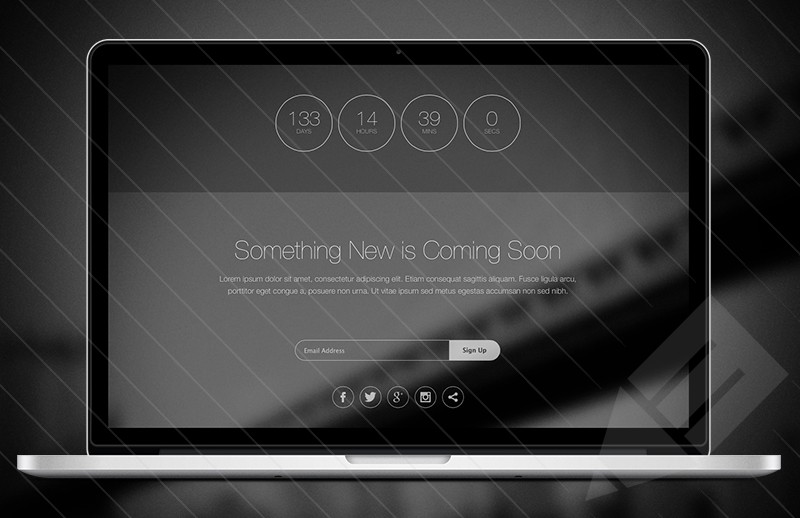 133 14 39 0
DAYS HOURS MINS SECS
Something New is Coming Soon
Lorem ipsum dolor sit amet, consectetur adipiscing elit. Etiam consequat sagittis aliquam. Fusce ligula arcu,
porttitor eget congue a, posuere non urna. Ut vitae ipsum sed metus egestas accumsan non sed nibh.
Email Address Sign Up